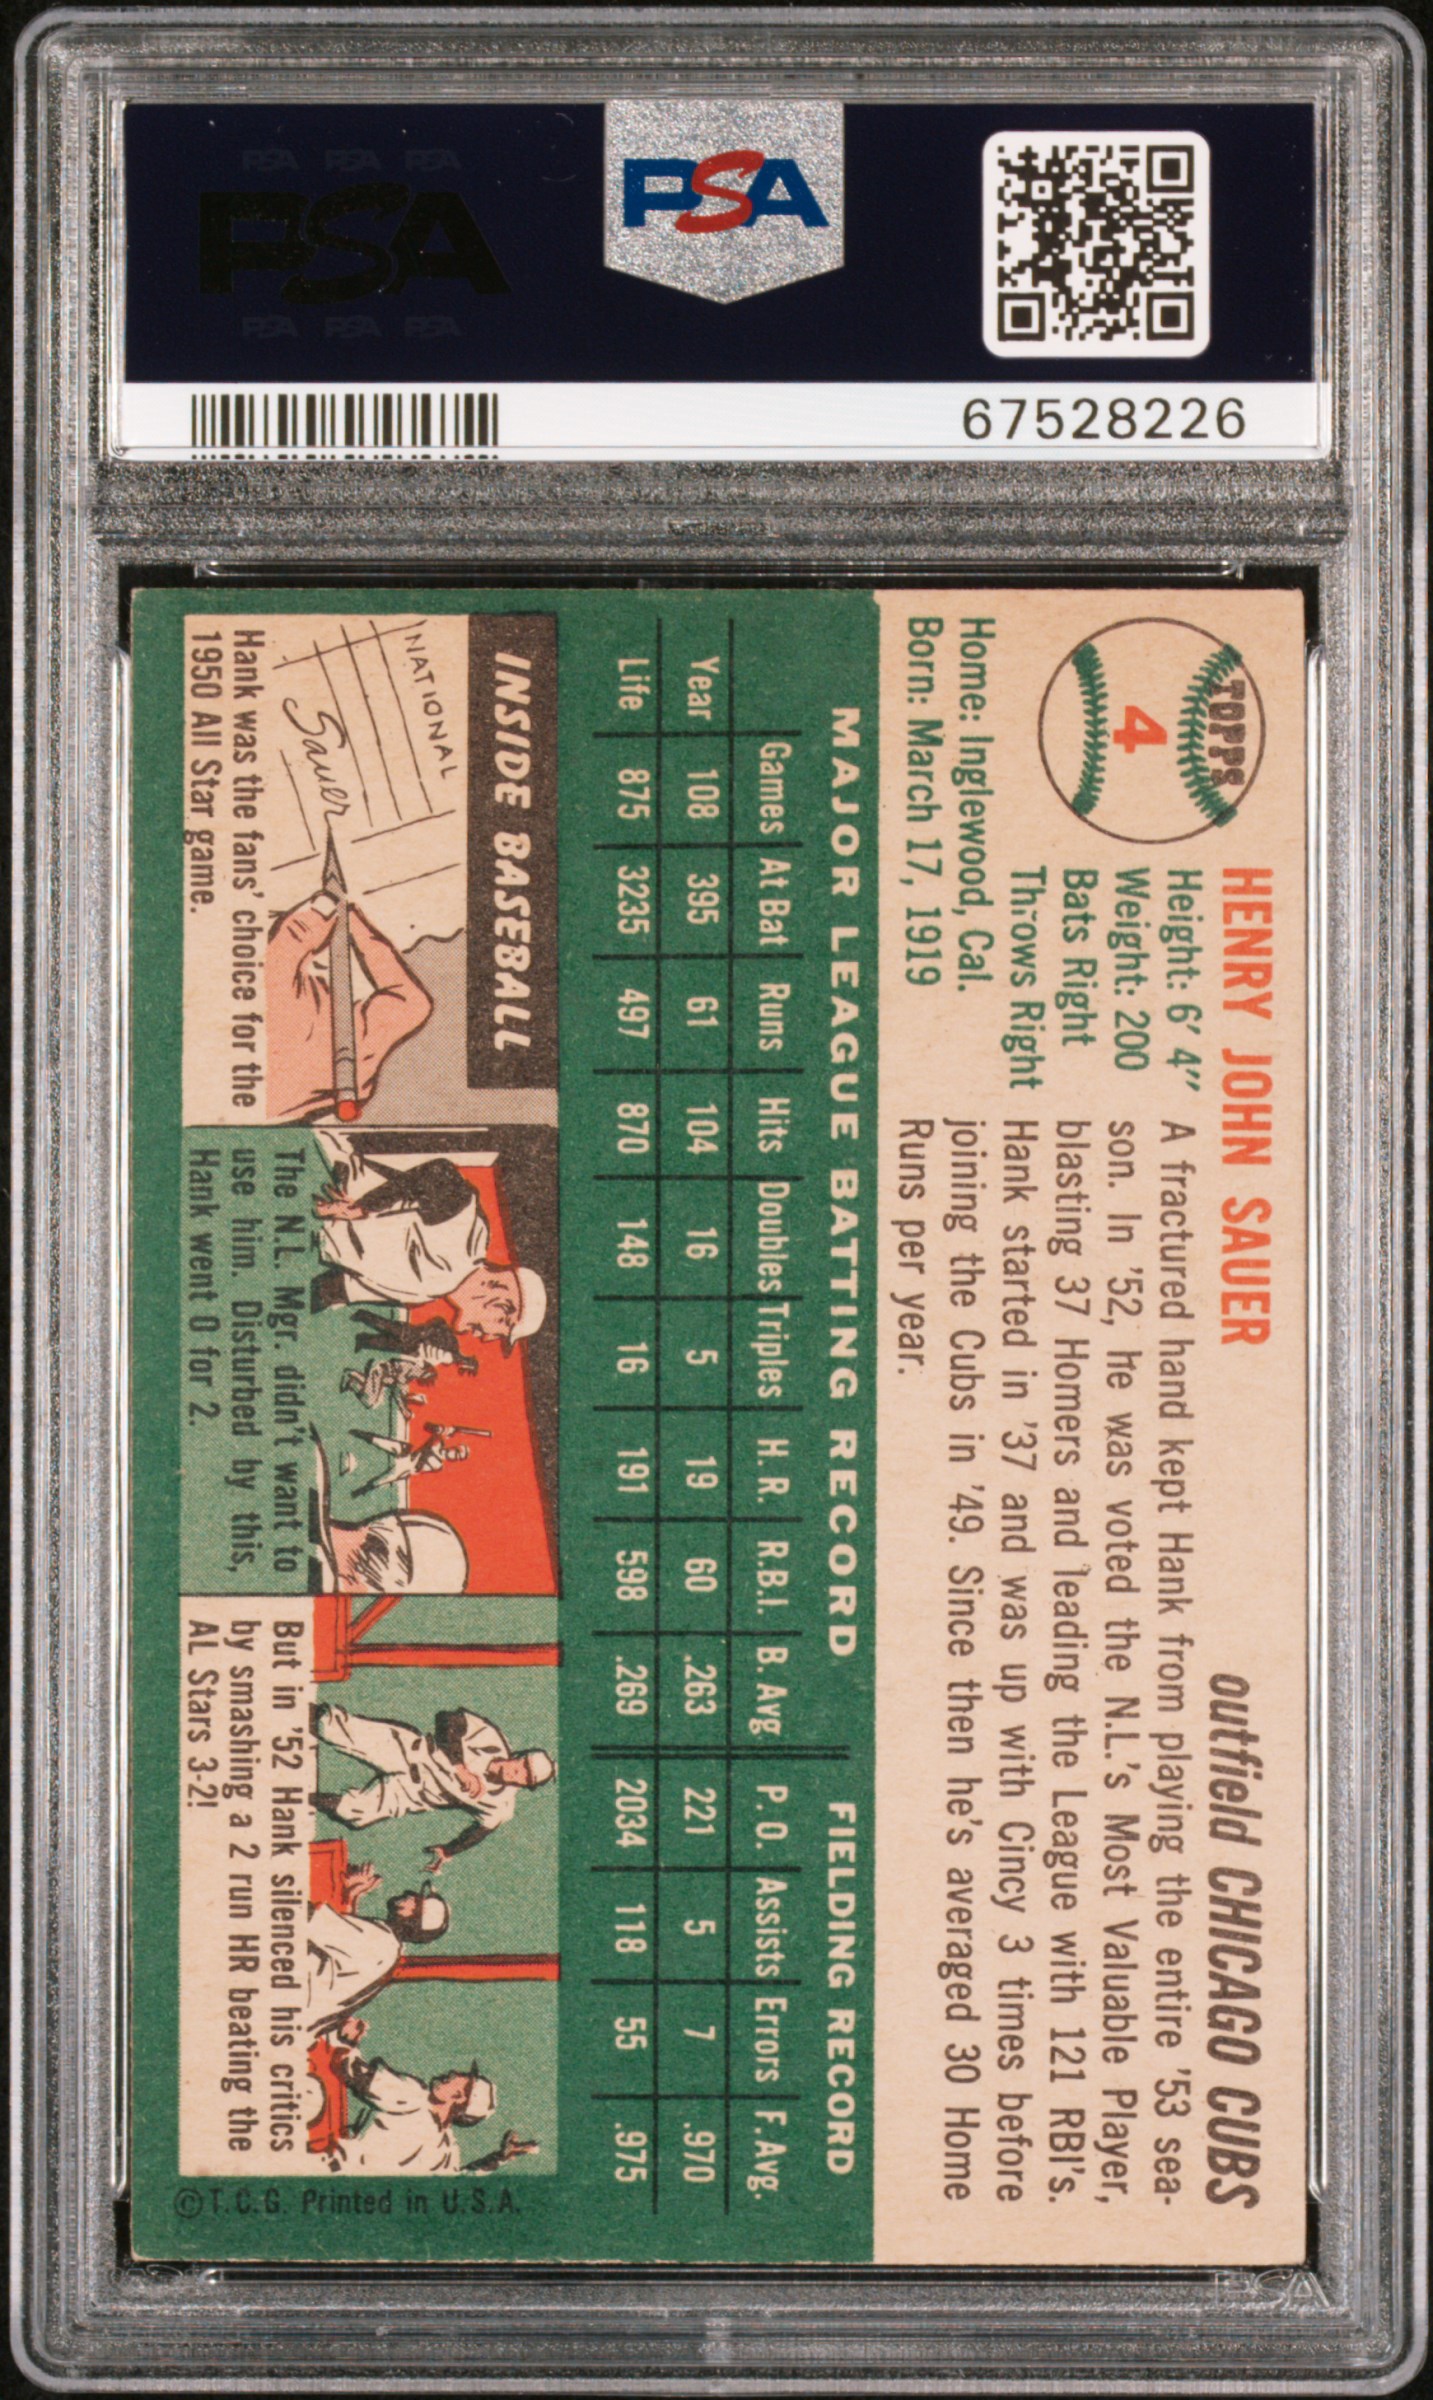 PSA PSA PSA
PSA
PSA PSA PSA
PSA
67528226
TOPPS
4
HENRY JOHN SAUER
outfield CHICAGO CUBS
Height: 6' 4"
Weight: 200
Bats Right
Throws Right
Home: Inglewood, Cal.
Born: March 17, 1919
A fractured hand kept Hank from playing the entire '53 sea-
son. In '52, he was voted the N.L.'s Most Valuable Player,
blasting 37 Homers and leading the League with 121 RBI's.
Hank started in '37 and was up with Cincy 3 times before
joining the Cubs in '49. Since then he's averaged 30 Home
Runs per year.
MAJOR LEAGUE BATTING RECORD FIELDING RECORD
Games At Bat Runs Hits Doubles Triples H. R. R.B.I. B. Avg P. O. Assists Errors F. Avg.
Year 108 395 61 104 16 5 19 60 .263 221 5 7 .970
Life 875 3235 497 870 148 16 191 598 .269 2034 118 55 .975
INSIDE BASEBALL
NATIONAL
Sauer
Hank was the fans' choice for the
1950 All Star game.
The N.L. Mgr. didn't want to
use him. Disturbed by this,
Hank went 0 for 2.
But in '52 Hank silenced his critics
by smashing a 2 run HR beating the
AL Stars 3-2!
© T. C. G. Printed in U. S. A.
PSA